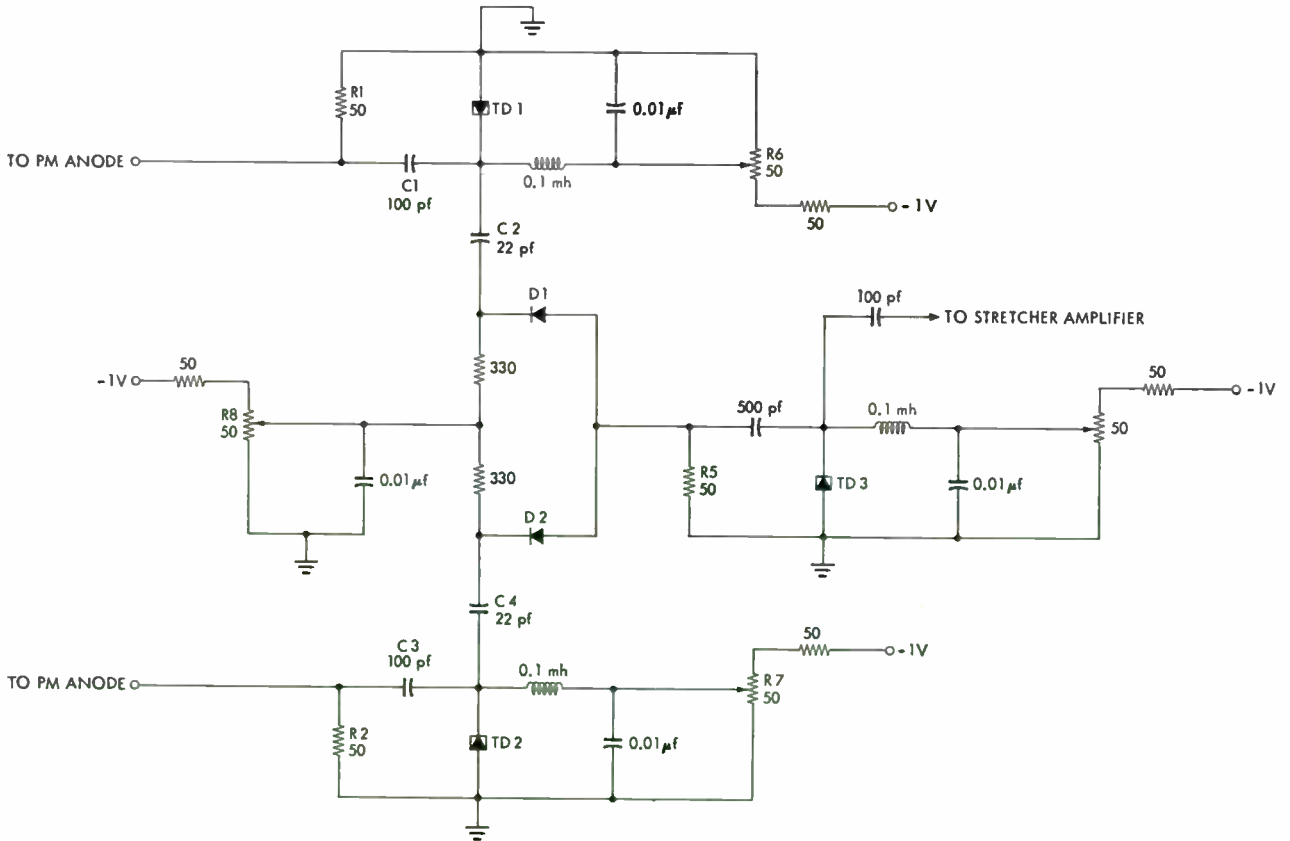 R1
50
TD 1
0.01μf
TO PM ANODE
C1
100 pf
0.1 mh
R6
50
50
-1V
C 2
22 pf
D 1
100 pf
TO STRETCHER AMPLIFIER
330
50
-1V
50
-1V
R8
50
500 pf
0.1 mh
50
0.01μf
330
R5
50
TD 3
0.01μf
D 2
C 4
22 pf
50
-1V
C 3
100 pf
0.1 mh
TO PM ANODE
R 7
50
R 2
50
TD 2
0.01μf